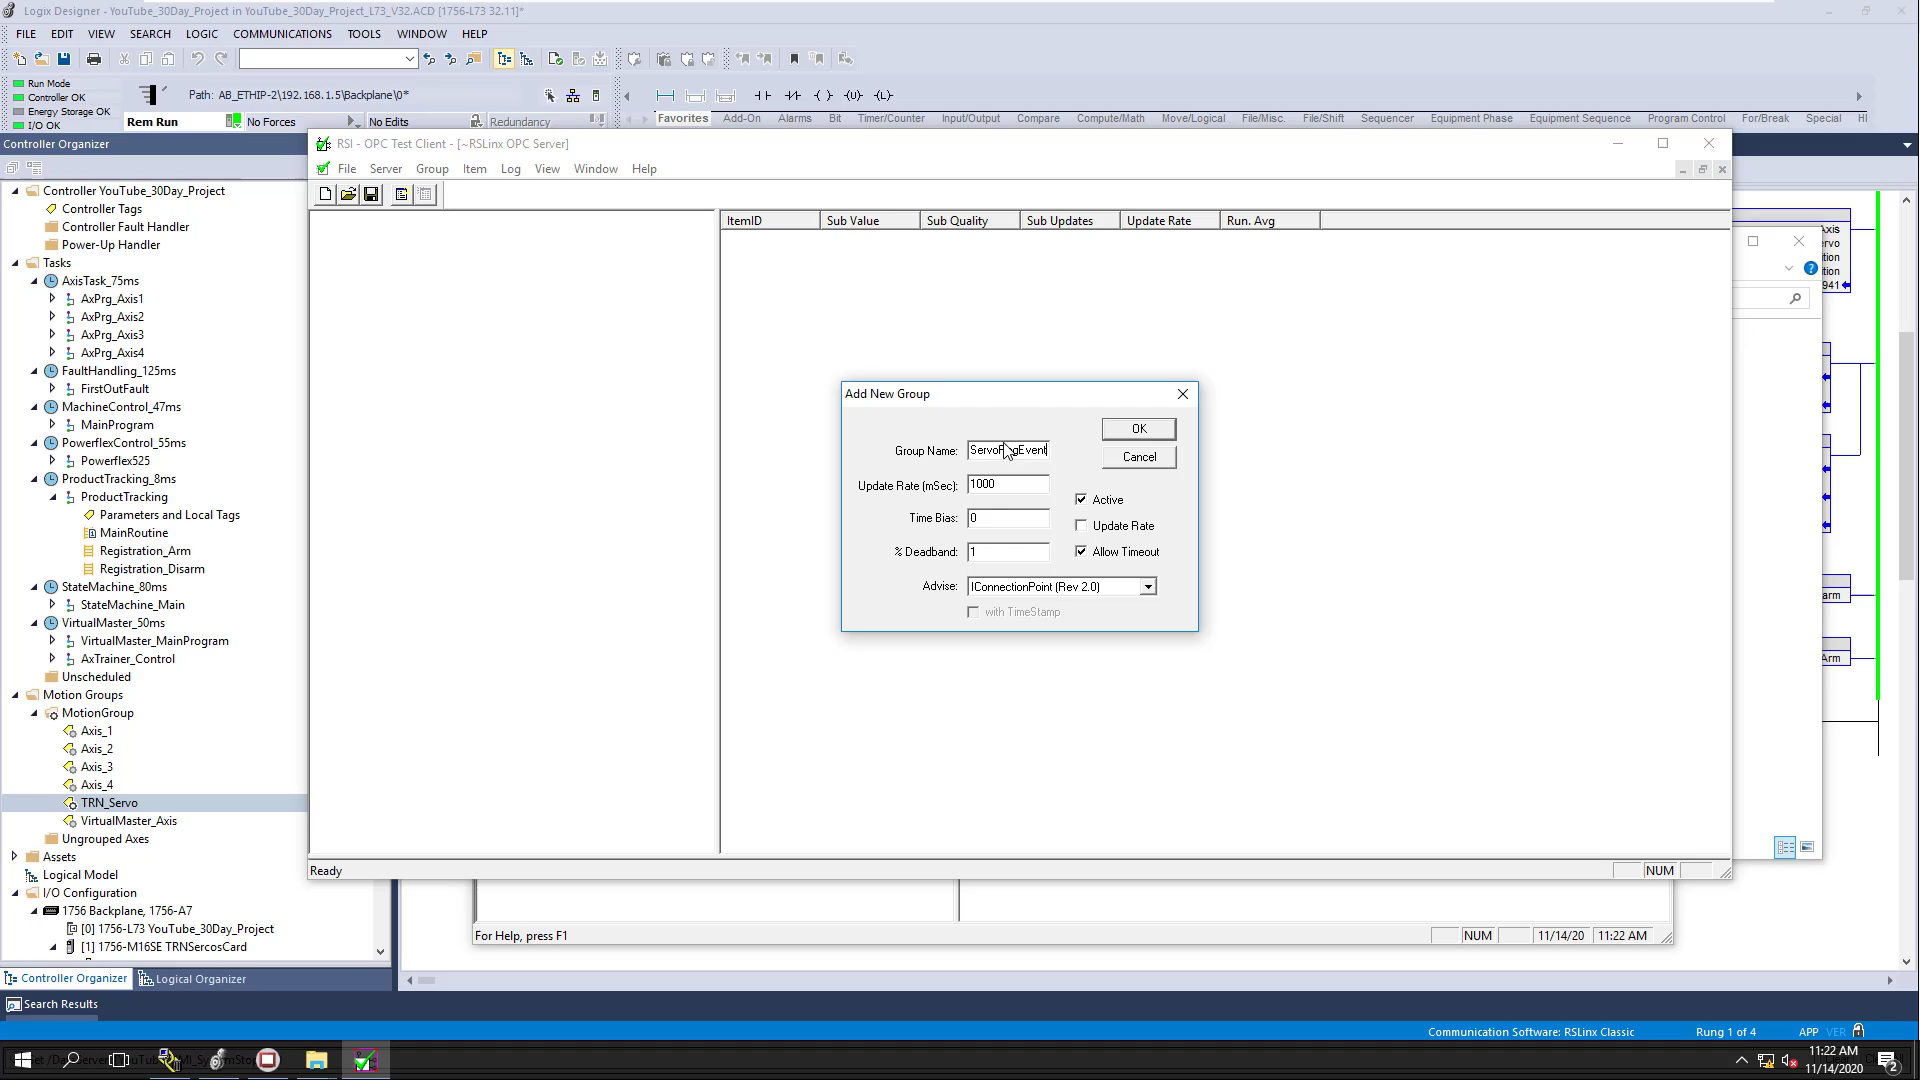 Logix Designer - YouTube_30Day_Project in YouTube_30Day_Project_L73_V32.ACD [1756-L73 32.11]*
FILE EDIT VIEW SEARCH LOGIC COMMUNICATIONS TOOLS WINDOW HELP
Run Mode
Controller OK
Energy Storage OK
I/O OK
Path: AB_ETHIP-2\192.168.1.5\Backplane\0*
Rem Run No Forces No Edits Redundancy
Favorites Add-On Alarms Bit Timer/Counter Input/Output Compare Compute/Math Move/Logical File/Misc. File/Shift Sequencer Equipment Phase Equipment Sequence Program Control For/Break Special HI
Controller Organizer
Controller YouTube_30Day_Project
Controller Tags
Controller Fault Handler
Power-Up Handler
Tasks
AxisTask_75ms
AxPrg_Axis1
AxPrg_Axis2
AxPrg_Axis3
AxPrg_Axis4
FaultHandling_125ms
FirstOutFault
MachineControl_47ms
MainProgram
PowerflexControl_55ms
Powerflex525
ProductTracking_8ms
ProductTracking
Parameters and Local Tags
MainRoutine
Registration_Arm
Registration_Disarm
StateMachine_80ms
StateMachine_Main
VirtualMaster_50ms
VirtualMaster_MainProgram
AxTrainer_Control
Unscheduled
Motion Groups
MotionGroup
Axis_1
Axis_2
Axis_3
Axis_4
TRN_Servo
VirtualMaster_Axis
Ungrouped Axes
Assets
Logical Model
I/O Configuration
1756 Backplane, 1756-A7
[0] 1756-L73 YouTube_30Day_Project
[1] 1756-M16SE TRNSercosCard
Controller Organizer Logical Organizer
Search Results
RSI - OPC Test Client - [~RSLinx OPC Server]
File Server Group Item Log View Window Help
ItemID Sub Value Sub Quality Sub Updates Update Rate Run. Avg
Add New Group
Group Name: Event
OK
Cancel
Update Rate (mSec): 1000
Active
Time Bias: 0
Update Rate
% Deadband: 1
Allow Timeout
Advise: IConnectionPoint (Rev 2.0)
with TimeStamp
Ready NUM
Axis
ervo
ition
ition
941
arm
Arm
For Help, press F1 NUM 11/14/20 11:22 AM
Communication Software: RSLinx Classic Rung 1 of 4 APP VER
11:22 AM
11/14/2020
2